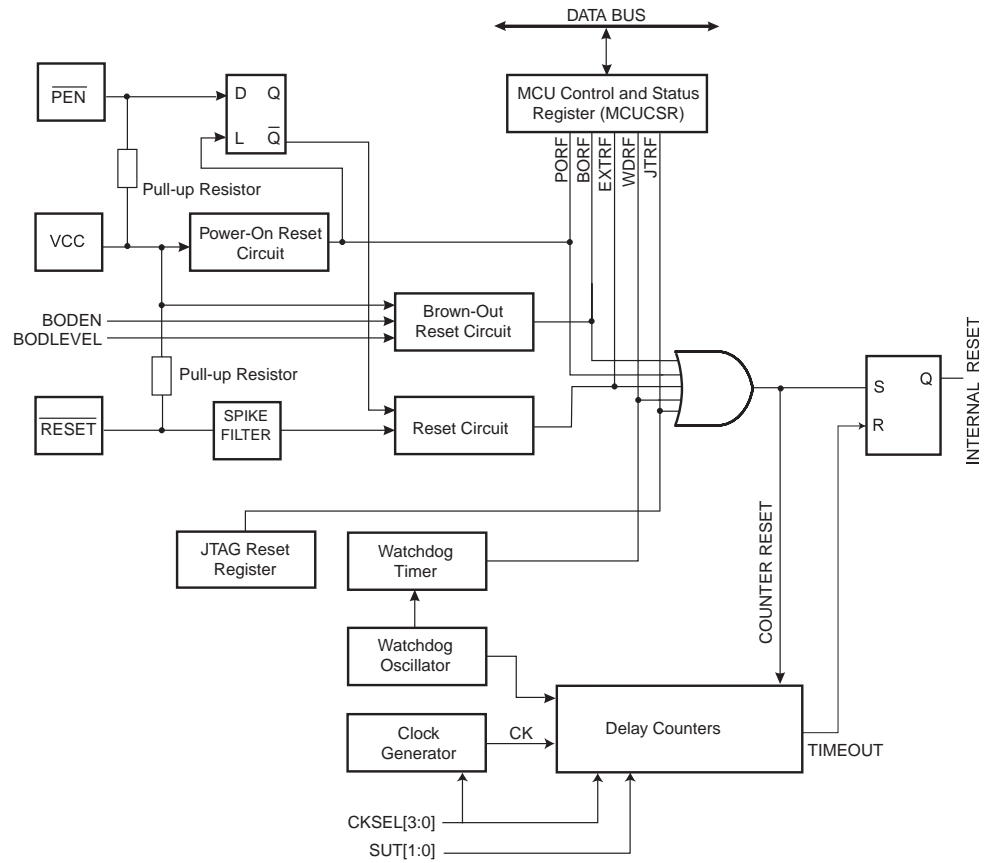 DATA BUS
PEN
D Q
L Q
MCU Control and Status
Register (MCUCSR)
PORF
BORF
EXTRF
WDRF
JTRF
Pull-up Resistor
VCC
Power-On Reset
Circuit
BODEN
BODLEVEL
Brown-Out
Reset Circuit
Pull-up Resistor
RESET
SPIKE
FILTER
Reset Circuit
S Q
R
INTERNAL RESET
JTAG Reset
Register
Watchdog
Timer
COUNTER RESET
Watchdog
Oscillator
Clock
Generator
CK
Delay Counters
TIMEOUT
CKSEL[3:0]
SUT[1:0]